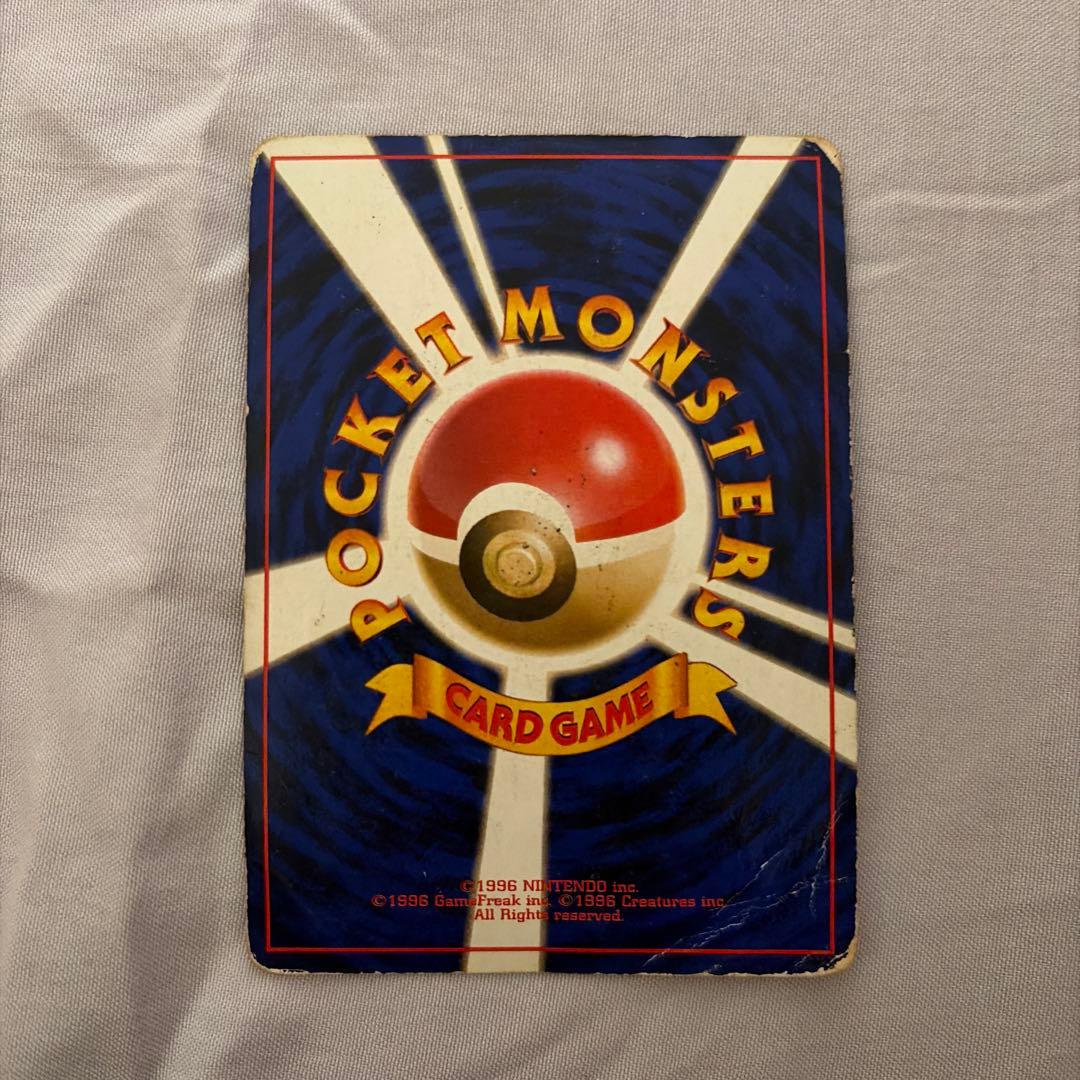 POCKET MONSTERS
CARD GAME
©1996 NINTENDO inc.
©1996 GameFreak inc. ©1996 Creatures inc.
All Rights reserved.